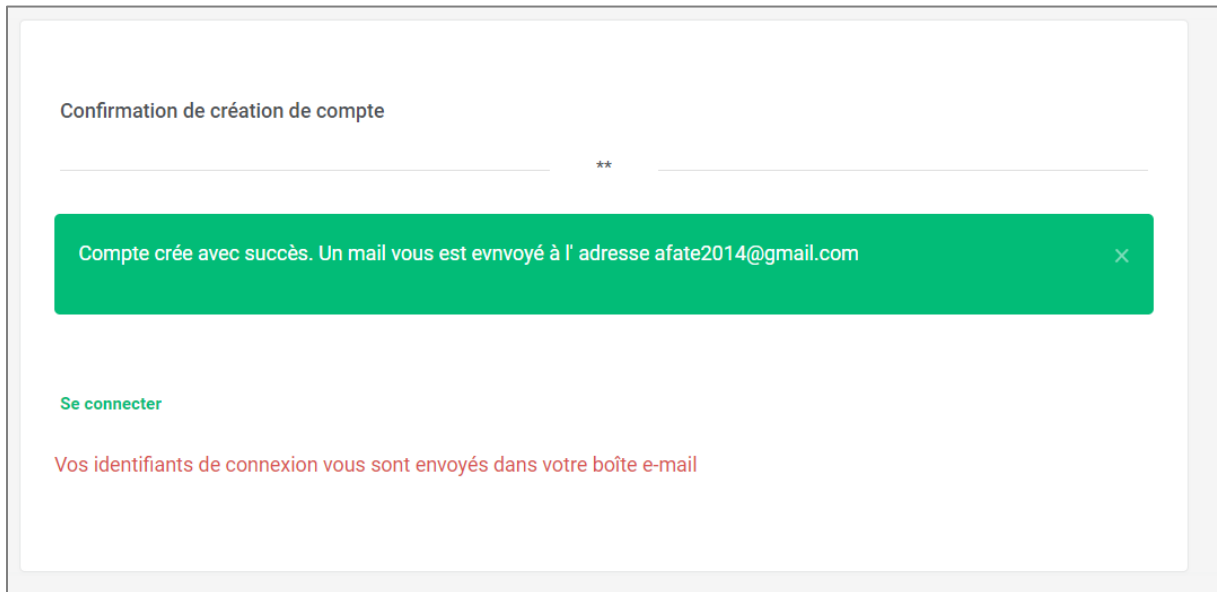 Confirmation de création de compte
**
Compte crée avec succès. Un mail vous est evnvoyé à l' adresse afate2014@gmail.com ×
Se connecter
Vos identifiants de connexion vous sont envoyés dans votre boîte e-mail